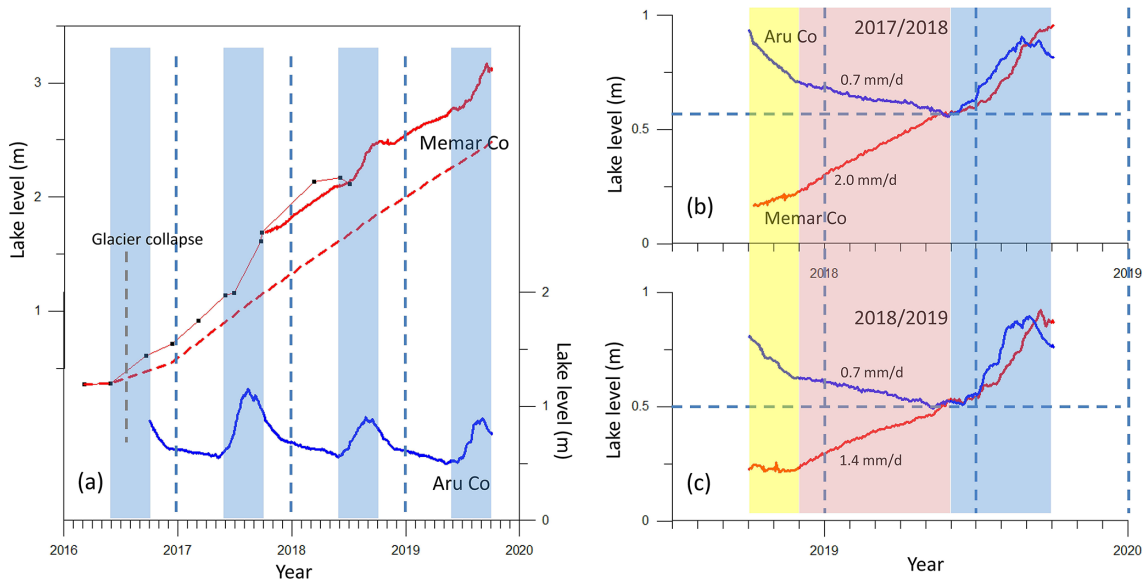 Lake level (m)
3
2
1
Glacier collapse
Memar Co
2
1
0
Lake level (m)
(a)
Aru Co
2016
2017
2018
2019
2020
Year
1
0.5
1
Lake level (m)
Aru Co
2017/2018
0.7 mm/d
2.0 mm/d
(b)
Memar Co
2018
2019
1
0.5
1
Lake level (m)
2018/2019
0.7 mm/d
1.4 mm/d
(c)
2019
2020
Year